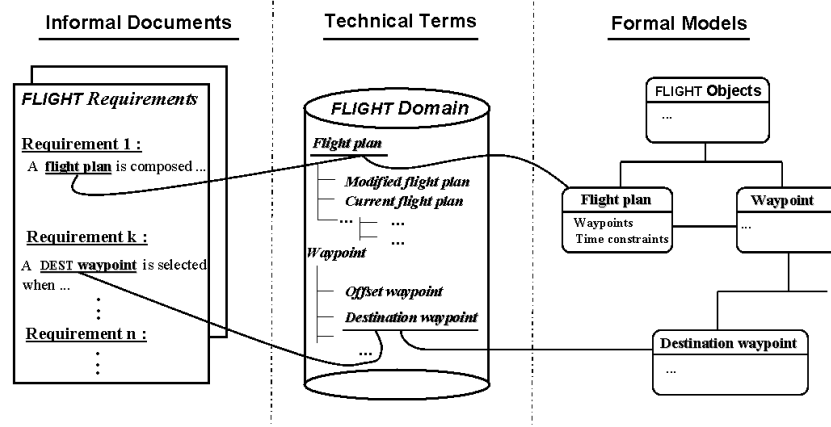 Informal Documents
Technical Terms
Formal Models
FLIGHT Requirements
Requirement 1 :
A flight plan is composed ...
Requirement k :
A DEST waypoint is selected
when ...
Requirement n :
FLIGHT Domain
Flight plan
Modified flight plan
Current flight plan
... ...
...
Waypoint
Offset waypoint
Destination waypoint
...
FLIGHT Objects
...
Flight plan
Waypoints
Time constraints
Waypoint
...
Destination waypoint
...